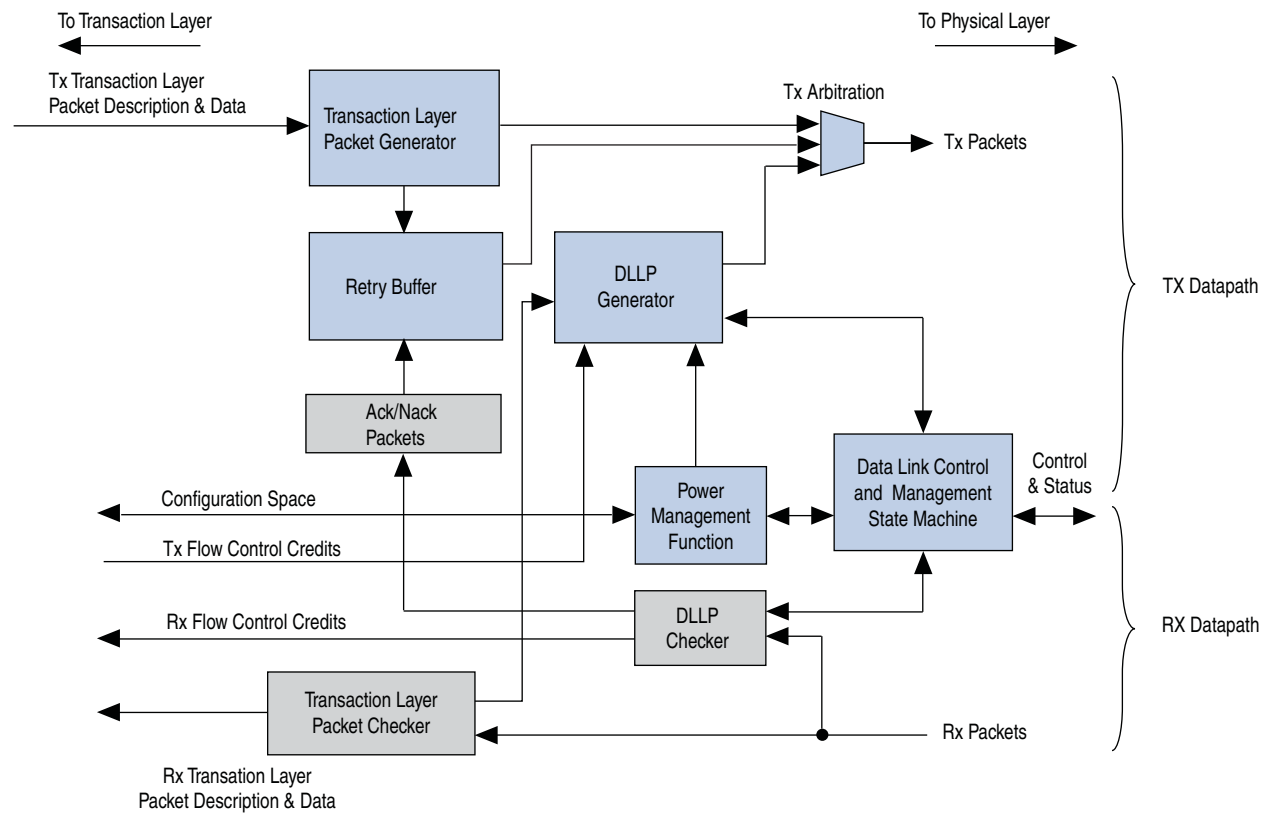 To Transaction Layer
To Physical Layer
Tx Transaction Layer
Packet Description & Data
Transaction Layer
Packet Generator
Tx Arbitration
Tx Packets
Retry Buffer
DLLP
Generator
TX Datapath
Ack/Nack
Packets
Configuration Space
Power
Management
Function
Data Link Control
and Management
State Machine
Control
& Status
Tx Flow Control Credits
Rx Flow Control Credits
DLLP
Checker
RX Datapath
Transaction Layer
Packet Checker
Rx Packets
Rx Transation Layer
Packet Description & Data